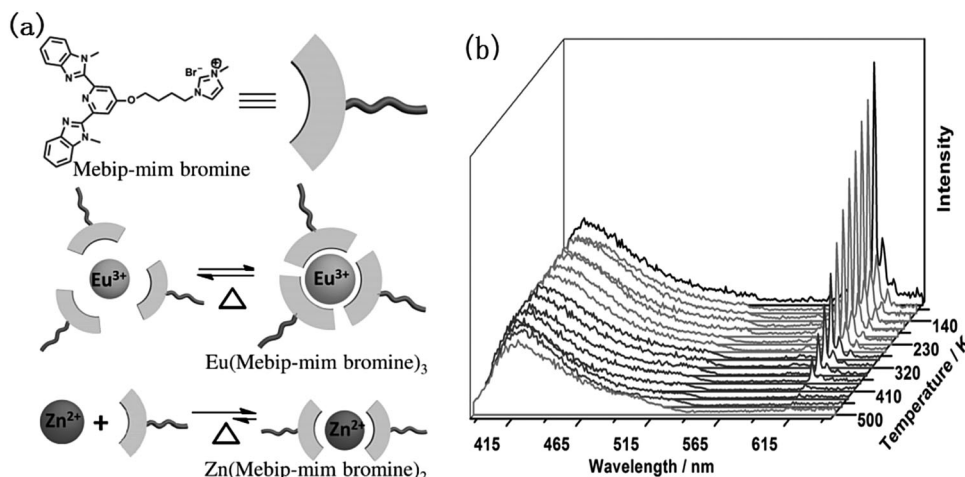 (a)
N
N
N
N
N
O
N
N
Br⁻
⊕
Mebip-mim bromine
Eu³⁺
Eu³⁺
Eu(Mebip-mim bromine)₃
Zn²⁺
+
Zn²⁺
Zn(Mebip-mim bromine)₂
(b)
Intensity
140
230
320
410
500
Temperature / K
415 465 515 565 615
Wavelength / nm